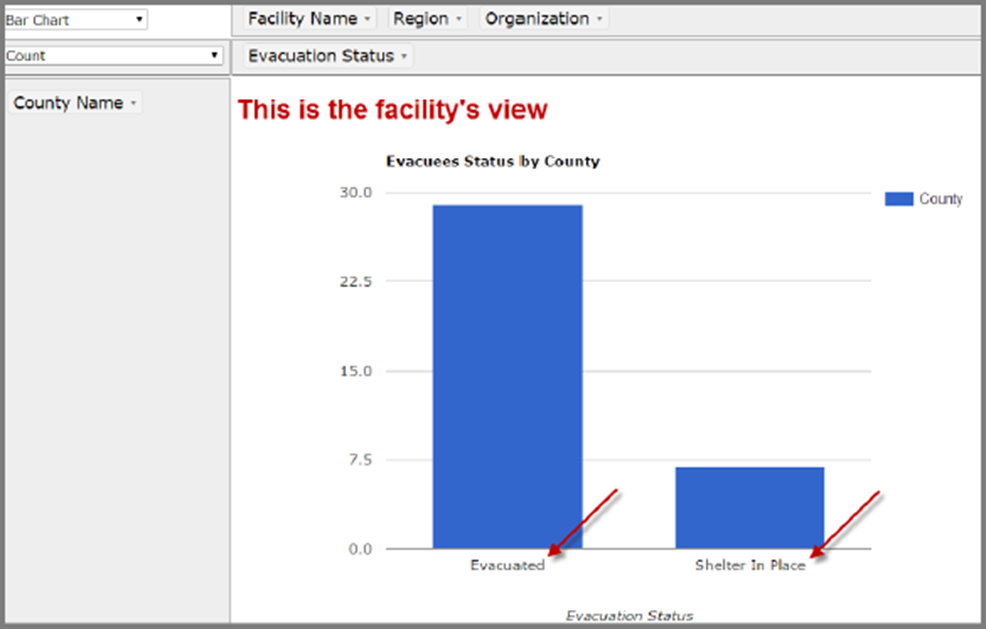 Bar Chart
Facility Name Region Organization
Count
Evacuation Status
County Name
This is the facility's view
Evacuees Status by County
30.0
County
22.5
15.0
7.5
0.0
Evacuated Shelter In Place
Evacuation Status